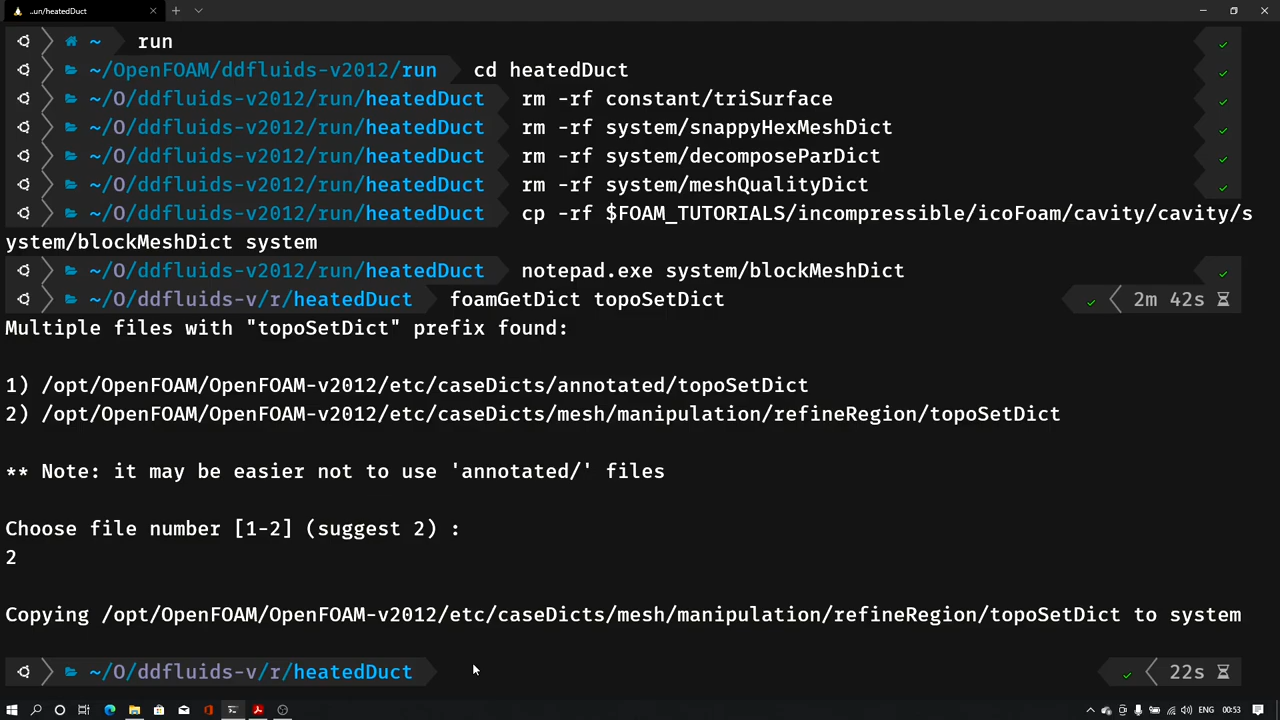 ..un/heatedDuct
~ run
~/OpenFOAM/ddfluids-v2012/run cd heatedDuct
~/O/ddfluids-v2012/run/heatedDuct rm -rf constant/triSurface
~/O/ddfluids-v2012/run/heatedDuct rm -rf system/snappyHexMeshDict
~/O/ddfluids-v2012/run/heatedDuct rm -rf system/decomposeParDict
~/O/ddfluids-v2012/run/heatedDuct rm -rf system/meshQualityDict
~/O/ddfluids-v2012/run/heatedDuct cp -rf $FOAM_TUTORIALS/incompressible/icoFoam/cavity/cavity/s
ystem/blockMeshDict system
~/O/ddfluids-v2012/run/heatedDuct notepad.exe system/blockMeshDict
~/O/ddfluids-v/r/heatedDuct foamGetDict topoSetDict 2m 42s
Multiple files with "topoSetDict" prefix found:
1) /opt/OpenFOAM/OpenFOAM-v2012/etc/caseDicts/annotated/topoSetDict
2) /opt/OpenFOAM/OpenFOAM-v2012/etc/caseDicts/mesh/manipulation/refineRegion/topoSetDict
** Note: it may be easier not to use 'annotated/' files
Choose file number [1-2] (suggest 2) :
2
Copying /opt/OpenFOAM/OpenFOAM-v2012/etc/caseDicts/mesh/manipulation/refineRegion/topoSetDict to system
~/O/ddfluids-v/r/heatedDuct 22s
ENG 00:53